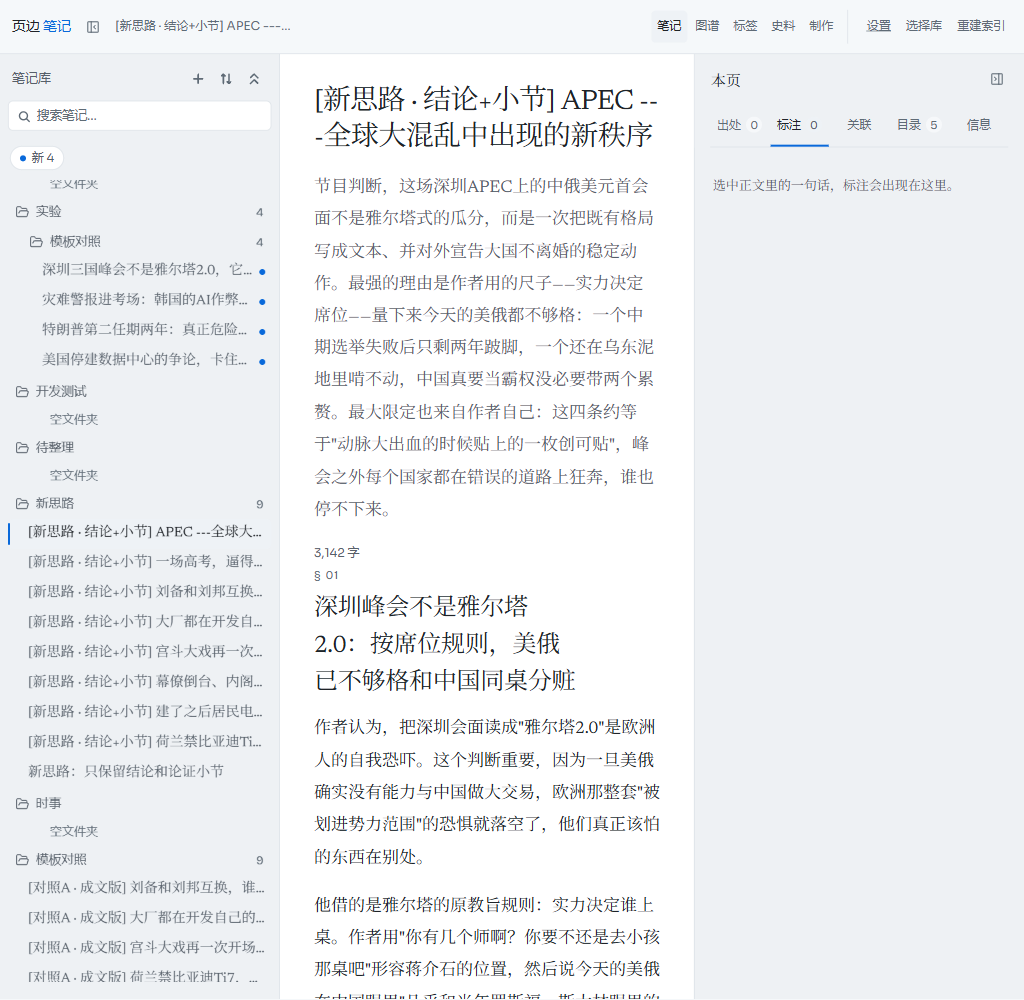 页边 笔记
[新思路 · 结论+小节] APEC ---...
笔记
图谱
标签
史料
制作
设置
选择库
重建索引
笔记库
搜索笔记...
新 4
空文件夹
实验
4
模板对照
4
深圳三国峰会不是雅尔塔2.0，它...
灾难警报进考场：韩国的AI作弊...
特朗普第二任期两年：真正危险...
美国停建数据中心的争论，卡住...
开发测试
空文件夹
待整理
空文件夹
新思路
9
[新思路 · 结论+小节] APEC ---全球大...
[新思路 · 结论+小节] 一场高考，逼得...
[新思路 · 结论+小节] 刘备和刘邦互换...
[新思路 · 结论+小节] 大厂都在开发自...
[新思路 · 结论+小节] 宫斗大戏再一次...
[新思路 · 结论+小节] 幕僚倒台、内阁...
[新思路 · 结论+小节] 建了之后居民电...
[新思路 · 结论+小节] 荷兰禁比亚迪Ti...
新思路：只保留结论和论证小节
时事
空文件夹
模板对照
9
[对照A · 成文版] 刘备和刘邦互换，谁...
[对照A · 成文版] 大厂都在开发自己的...
[对照A · 成文版] 宫斗大戏再一次开场...
[对照A · 成文版] 荷兰禁比亚迪Ti7，...
[新思路 · 结论+小节] APEC --
-全球大混乱中出现的新秩序
节目判断，这场深圳APEC上的中俄美元首会
面不是雅尔塔式的瓜分，而是一次把既有格局
写成文本、并对外宣告大国不离婚的稳定动
作。最强的理由是作者用的尺子——实力决定
席位——量下来今天的美俄都不够格：一个中
期选举失败后只剩两年跛脚，一个还在乌东泥
地里啃不动，中国真要当霸权没必要带两个累
赘。最大限定也来自作者自己：这四条约等
于"动脉大出血的时候贴上的一枚创可贴"，峰
会之外每个国家都在错误的道路上狂奔，谁也
停不下来。
3,142 字
§ 01
深圳峰会不是雅尔塔
2.0：按席位规则，美俄
已不够格和中国同桌分赃
作者认为，把深圳会面读成"雅尔塔2.0"是欧洲
人的自我恐吓。这个判断重要，因为一旦美俄
确实没有能力与中国做大交易，欧洲那整套"被
划进势力范围"的恐惧就落空了，他们真正该怕
的东西在别处。
他借的是雅尔塔的原教旨规则：实力决定谁上
桌。作者用"你有几个师啊？你要不还是去小孩
那桌吧"形容蒋介石的位置，然后说今天的美俄
本页
出处 0
标注 0
关联
目录 5
信息
选中正文里的一句话，标注会出现在这里。